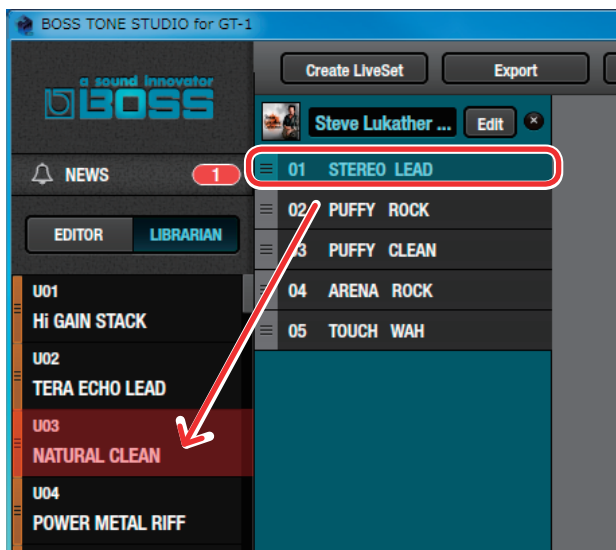 BOSS TONE STUDIO for GT-1
a sound innovator
BOSS
NEWS
1
EDITOR
LIBRARIAN
U01
Hi GAIN STACK
U02
TERA ECHO LEAD
U03
NATURAL CLEAN
U04
POWER METAL RIFF
Create LiveSet
Export
Steve Lukather ...
Edit
01 STEREO LEAD
02 PUFFY ROCK
03 PUFFY CLEAN
04 ARENA ROCK
05 TOUCH WAH